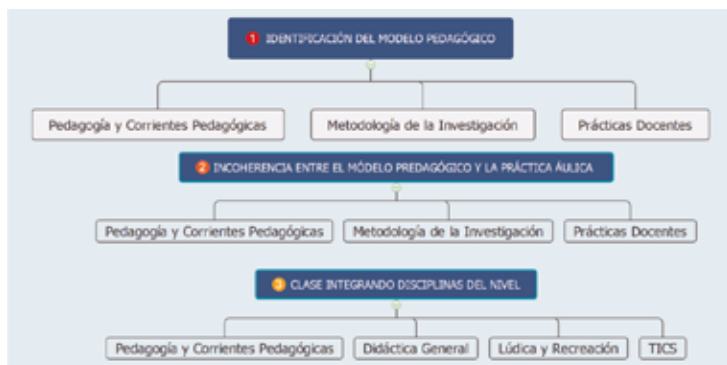 1 IDENTIFICACIÓN DEL MODELO PEDAGÓGICO
Pedagogía y Corrientes Pedagógicas
Metodología de la Investigación
Prácticas Docentes
2 INCOHERENCIA ENTRE EL MÓDELO PREDAGÓGICO Y LA PRÁCTICA ÁULICA
Pedagogía y Corrientes Pedagógicas
Metodología de la Investigación
Prácticas Docentes
3 CLASE INTEGRANDO DISCIPLINAS DEL NIVEL
Pedagogía y Corrientes Pedagógicas
Didáctica General
Lúdica y Recreación
TICS